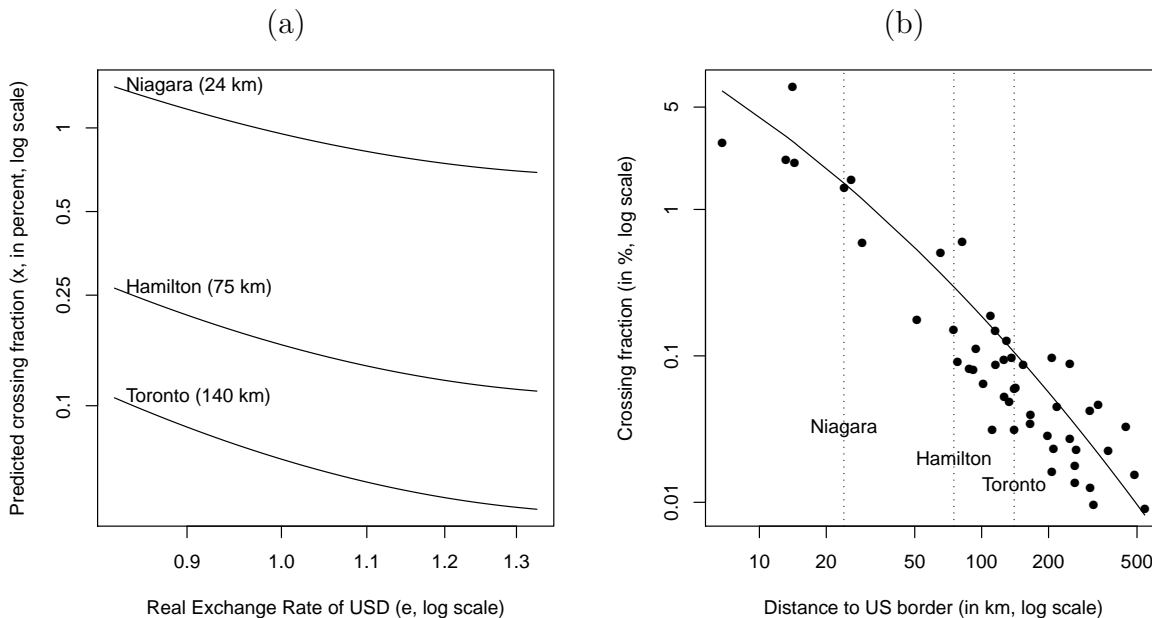 (a)
Predicted crossing fraction (x, in percent, log scale)
1
0.5
0.25
0.1
Niagara (24 km)
Hamilton (75 km)
Toronto (140 km)
0.9
1.0
1.1
1.2
1.3
Real Exchange Rate of USD (e, log scale)
(b)
Crossing fraction (in %, log scale)
5
1
0.1
0.01
Niagara
Hamilton
Toronto
10
20
50
100
200
500
Distance to US border (in km, log scale)